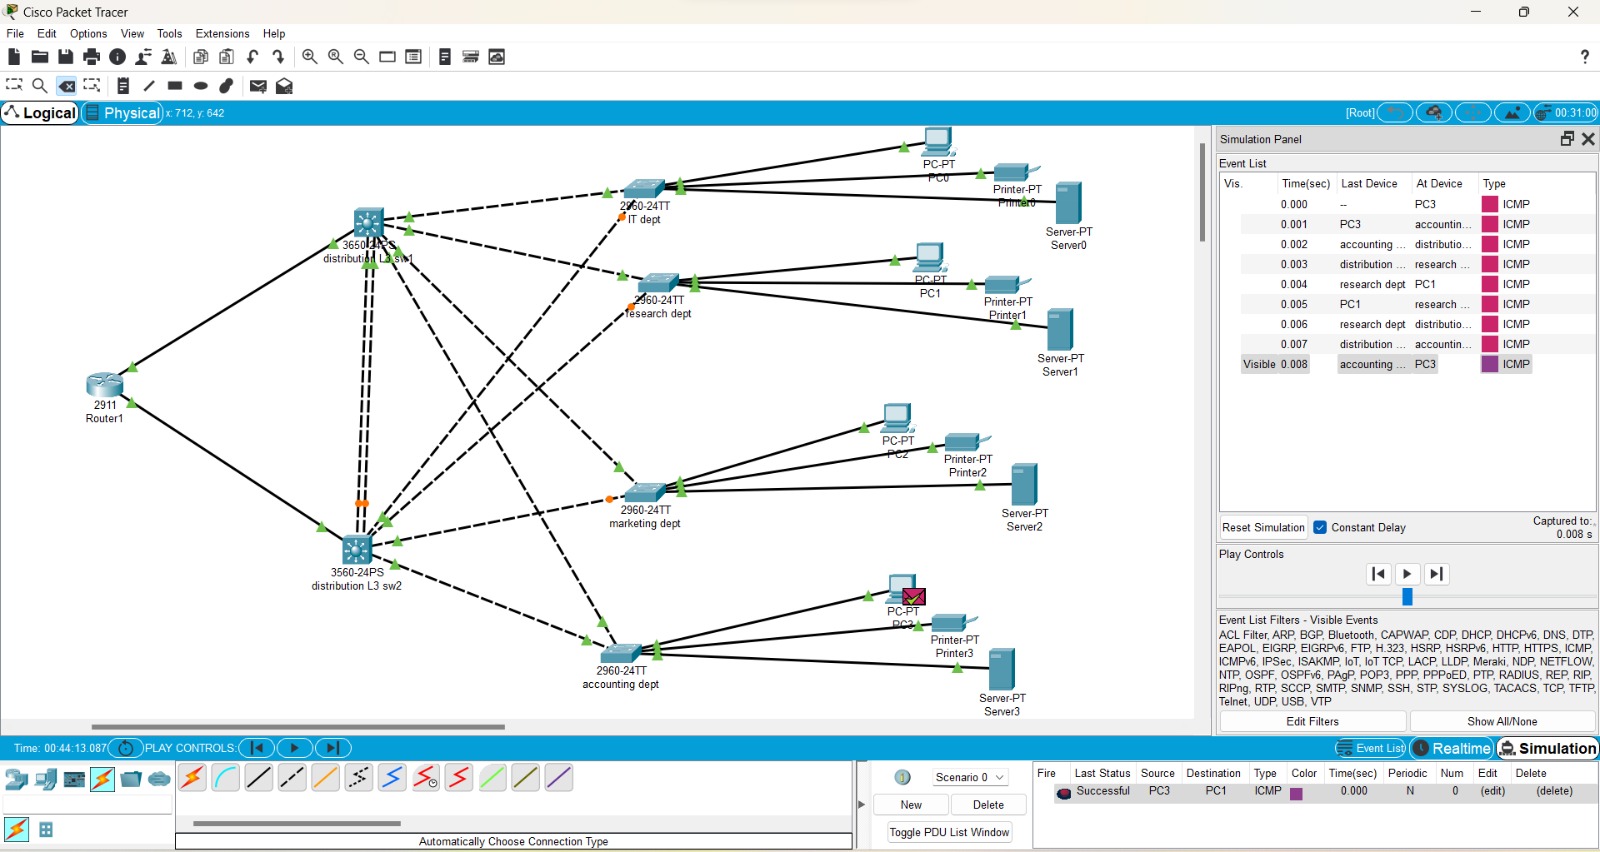 Cisco Packet Tracer
File Edit Options View Tools Extensions Help
?
Logical Physical x: 712, y: 642 [Root] 00:31:00
PC-PT
PC0
Printer-PT
Printer0
Server-PT
Server0
2960-24TT
IT dept
3650-24PS
distribution L3 sw1
PC-PT
PC1
Printer-PT
Printer1
Server-PT
Server1
2960-24TT
research dept
2911
Router1
PC-PT
PC2
Printer-PT
Printer2
Server-PT
Server2
2960-24TT
marketing dept
3560-24PS
distribution L3 sw2
PC-PT
PC3
Printer-PT
Printer3
Server-PT
Server3
2960-24TT
accounting dept
Simulation Panel
Event List
Vis. Time(sec) Last Device At Device Type
0.000 -- PC3 ICMP
0.001 PC3 accountin... ICMP
0.002 accounting ... distributio... ICMP
0.003 distribution ... research ... ICMP
0.004 research dept PC1 ICMP
0.005 PC1 research ... ICMP
0.006 research dept distributio... ICMP
0.007 distribution ... accountin... ICMP
Visible 0.008 accounting ... PC3 ICMP
Reset Simulation Constant Delay Captured to:
0.008 s
Play Controls
Event List Filters - Visible Events
ACL Filter, ARP, BGP, Bluetooth, CAPWAP, CDP, DHCP, DHCPv6, DNS, DTP,
EAPOL, EIGRP, EIGRPv6, FTP, H.323, HSRP, HSRPv6, HTTP, HTTPS, ICMP,
ICMPv6, IPSec, ISAKMP, IoT, IoT TCP, LACP, LLDP, Meraki, NDP, NETFLOW,
NTP, OSPF, OSPFv6, PAgP, POP3, PPP, PPPoED, PTP, RADIUS, REP, RIP,
RIPng, RTP, SCCP, SMTP, SNMP, SSH, STP, SYSLOG, TACACS, TCP, TFTP,
Telnet, UDP, USB, VTP
Edit Filters Show All/None
Time: 00:44:13.087 PLAY CONTROLS: Event List Realtime Simulation
Automatically Choose Connection Type
Scenario 0
New Delete
Toggle PDU List Window
Fire Last Status Source Destination Type Color Time(sec) Periodic Num Edit Delete
Successful PC3 PC1 ICMP 0.000 N 0 (edit) (delete)